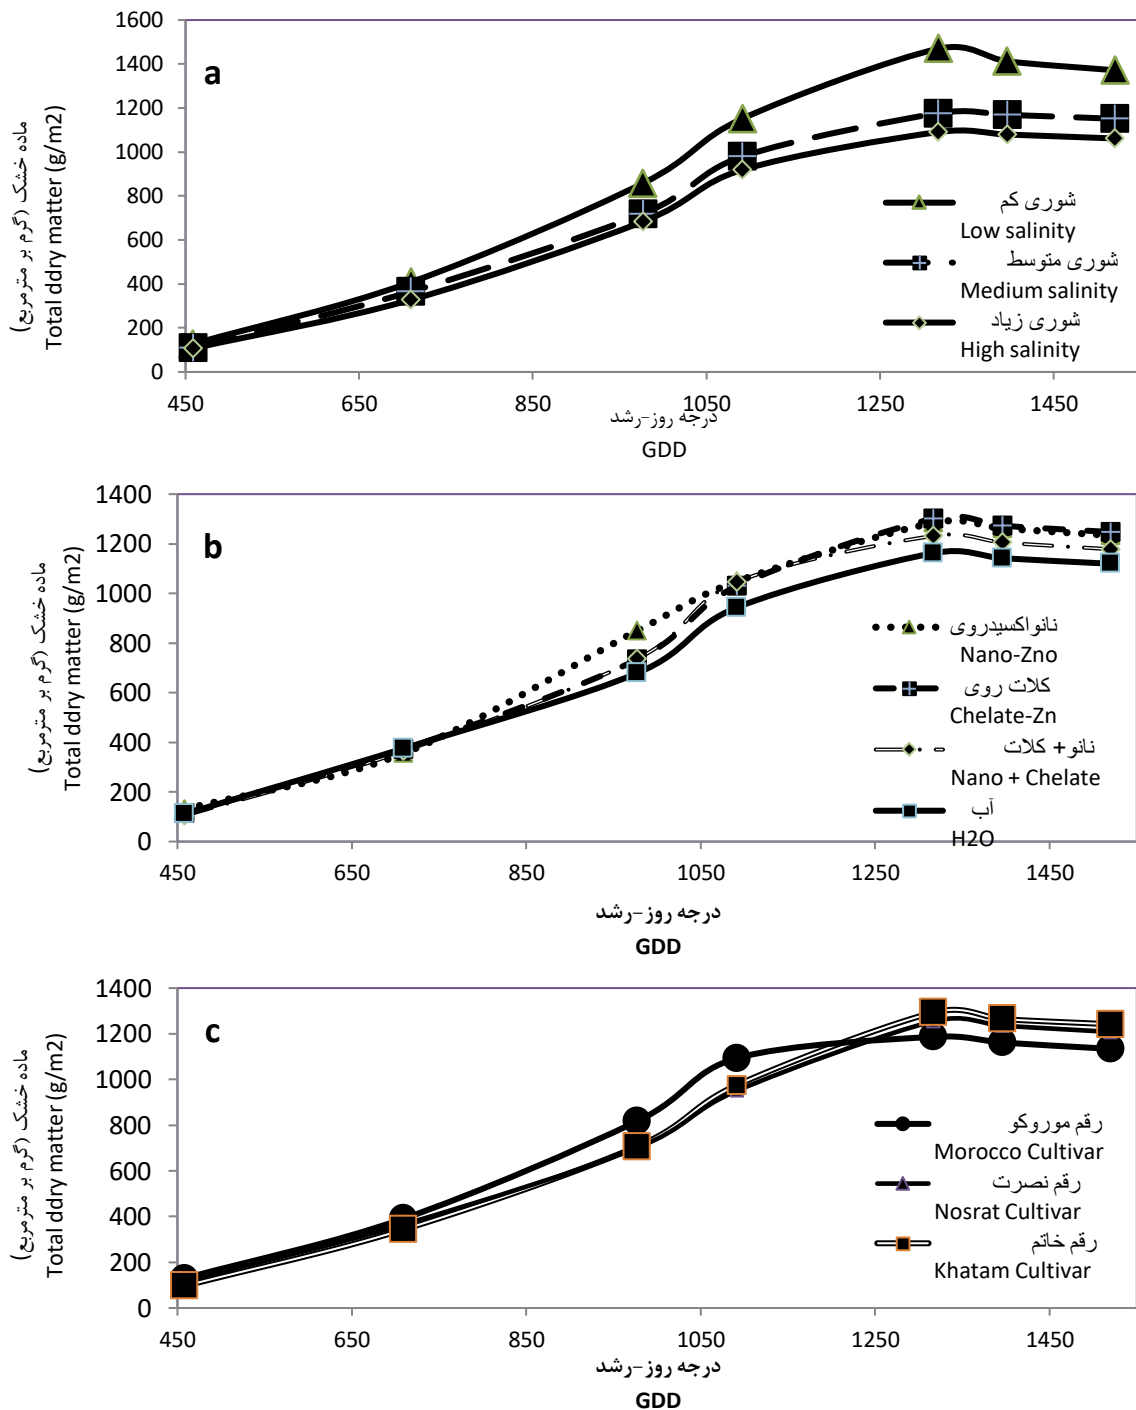 1600
1400
1200
1000
800
600
400
200
0
a
ماده خشک (گرم بر مترمربع)
Total ddry matter (g/m2)
شوری کم
Low salinity
شوری متوسط
Medium salinity
شوری زیاد
High salinity
450 650 850 1050 1250 1450
درجه روز-رشد
GDD
1400
1200
1000
800
600
400
200
0
b
ماده خشک (گرم بر مترمربع)
Total ddry matter (g/m2)
نانواکسیدروی
Nano-Zno
کلات روی
Chelate-Zn
نانو+ کلات
Nano + Chelate
آب
H2O
450 650 850 1050 1250 1450
درجه روز-رشد
GDD
1400
1200
1000
800
600
400
200
0
c
ماده خشک (گرم بر مترمربع)
Total ddry matter (g/m2)
رقم موروکو
Morocco Cultivar
رقم نصرت
Nosrat Cultivar
رقم خاتم
Khatam Cultivar
450 650 850 1050 1250 1450
درجه روز-رشد
GDD